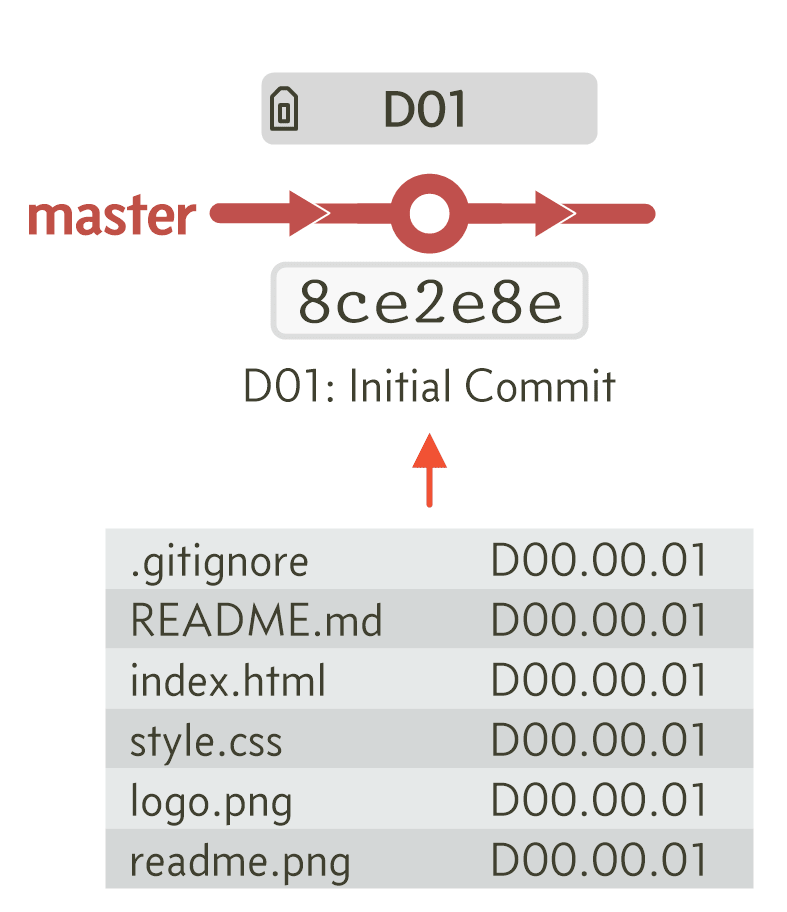 D01
master
8ce2e8e
D01: Initial Commit
.gitignore D00.00.01
README.md D00.00.01
index.html D00.00.01
style.css D00.00.01
logo.png D00.00.01
readme.png D00.00.01